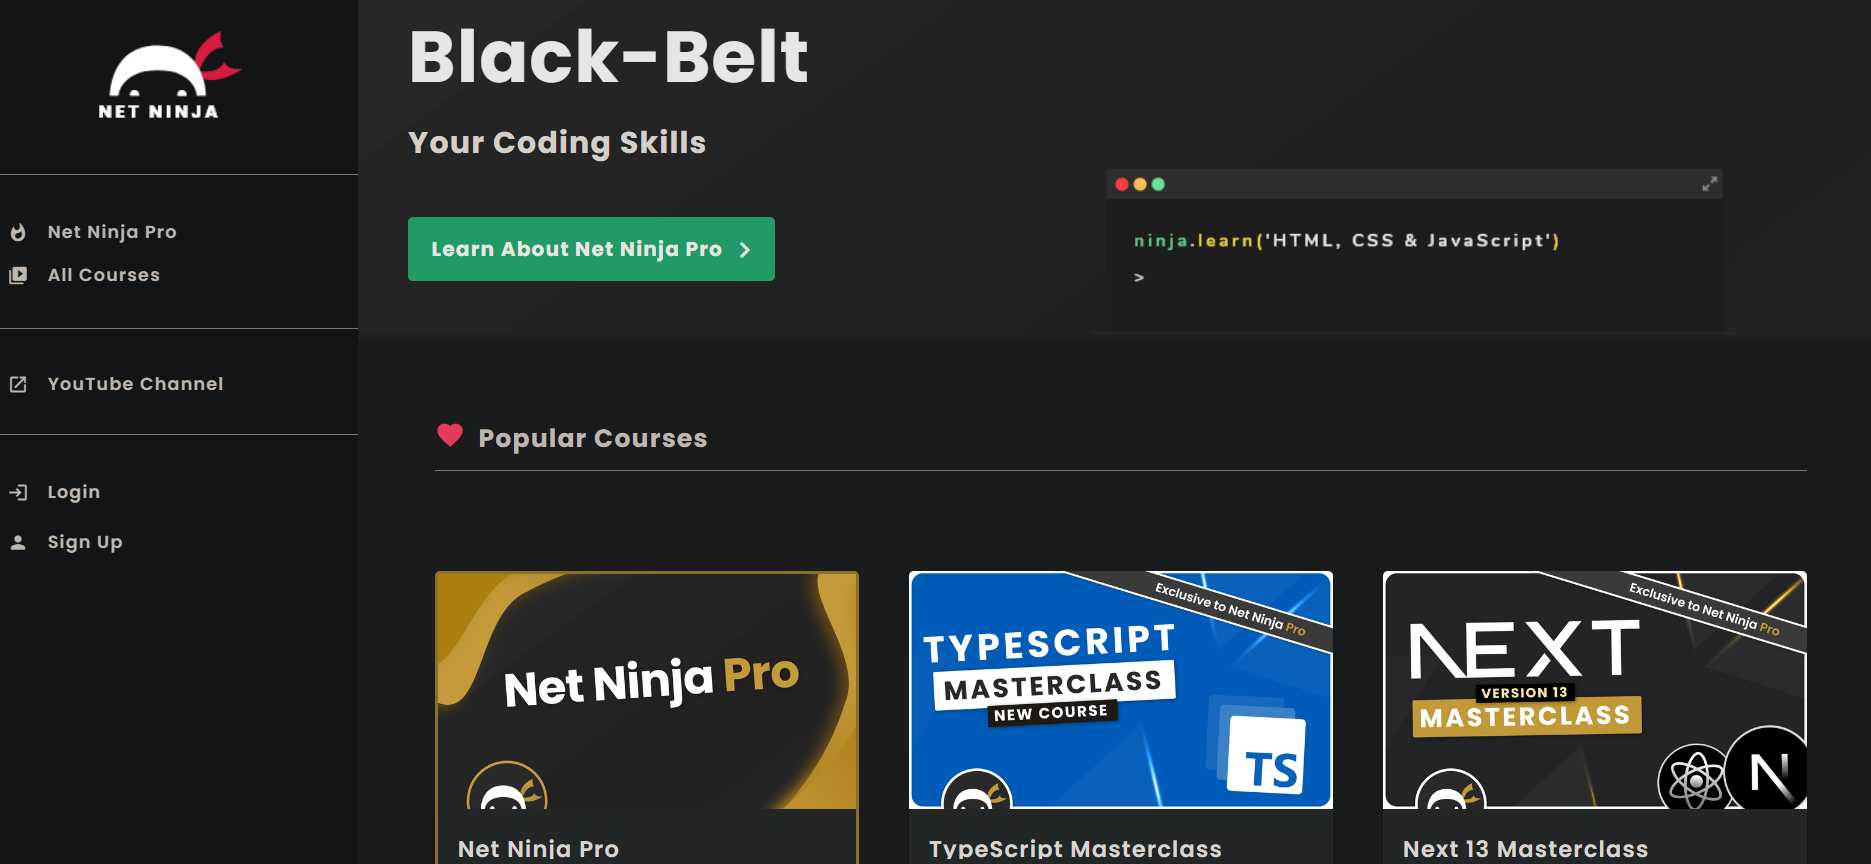 NET NINJA
Net Ninja Pro
All Courses
YouTube Channel
Login
Sign Up
Black-Belt
Your Coding Skills
Learn About Net Ninja Pro
ninja.learn('HTML, CSS & JavaScript')
>
Popular Courses
Net Ninja Pro
Net Ninja Pro
Exclusive to Net Ninja Pro
TYPESCRIPT
MASTERCLASS
NEW COURSE
TS
TypeScript Masterclass
Exclusive to Net Ninja Pro
NEXT
VERSION 13
MASTERCLASS
N
Next 13 Masterclass